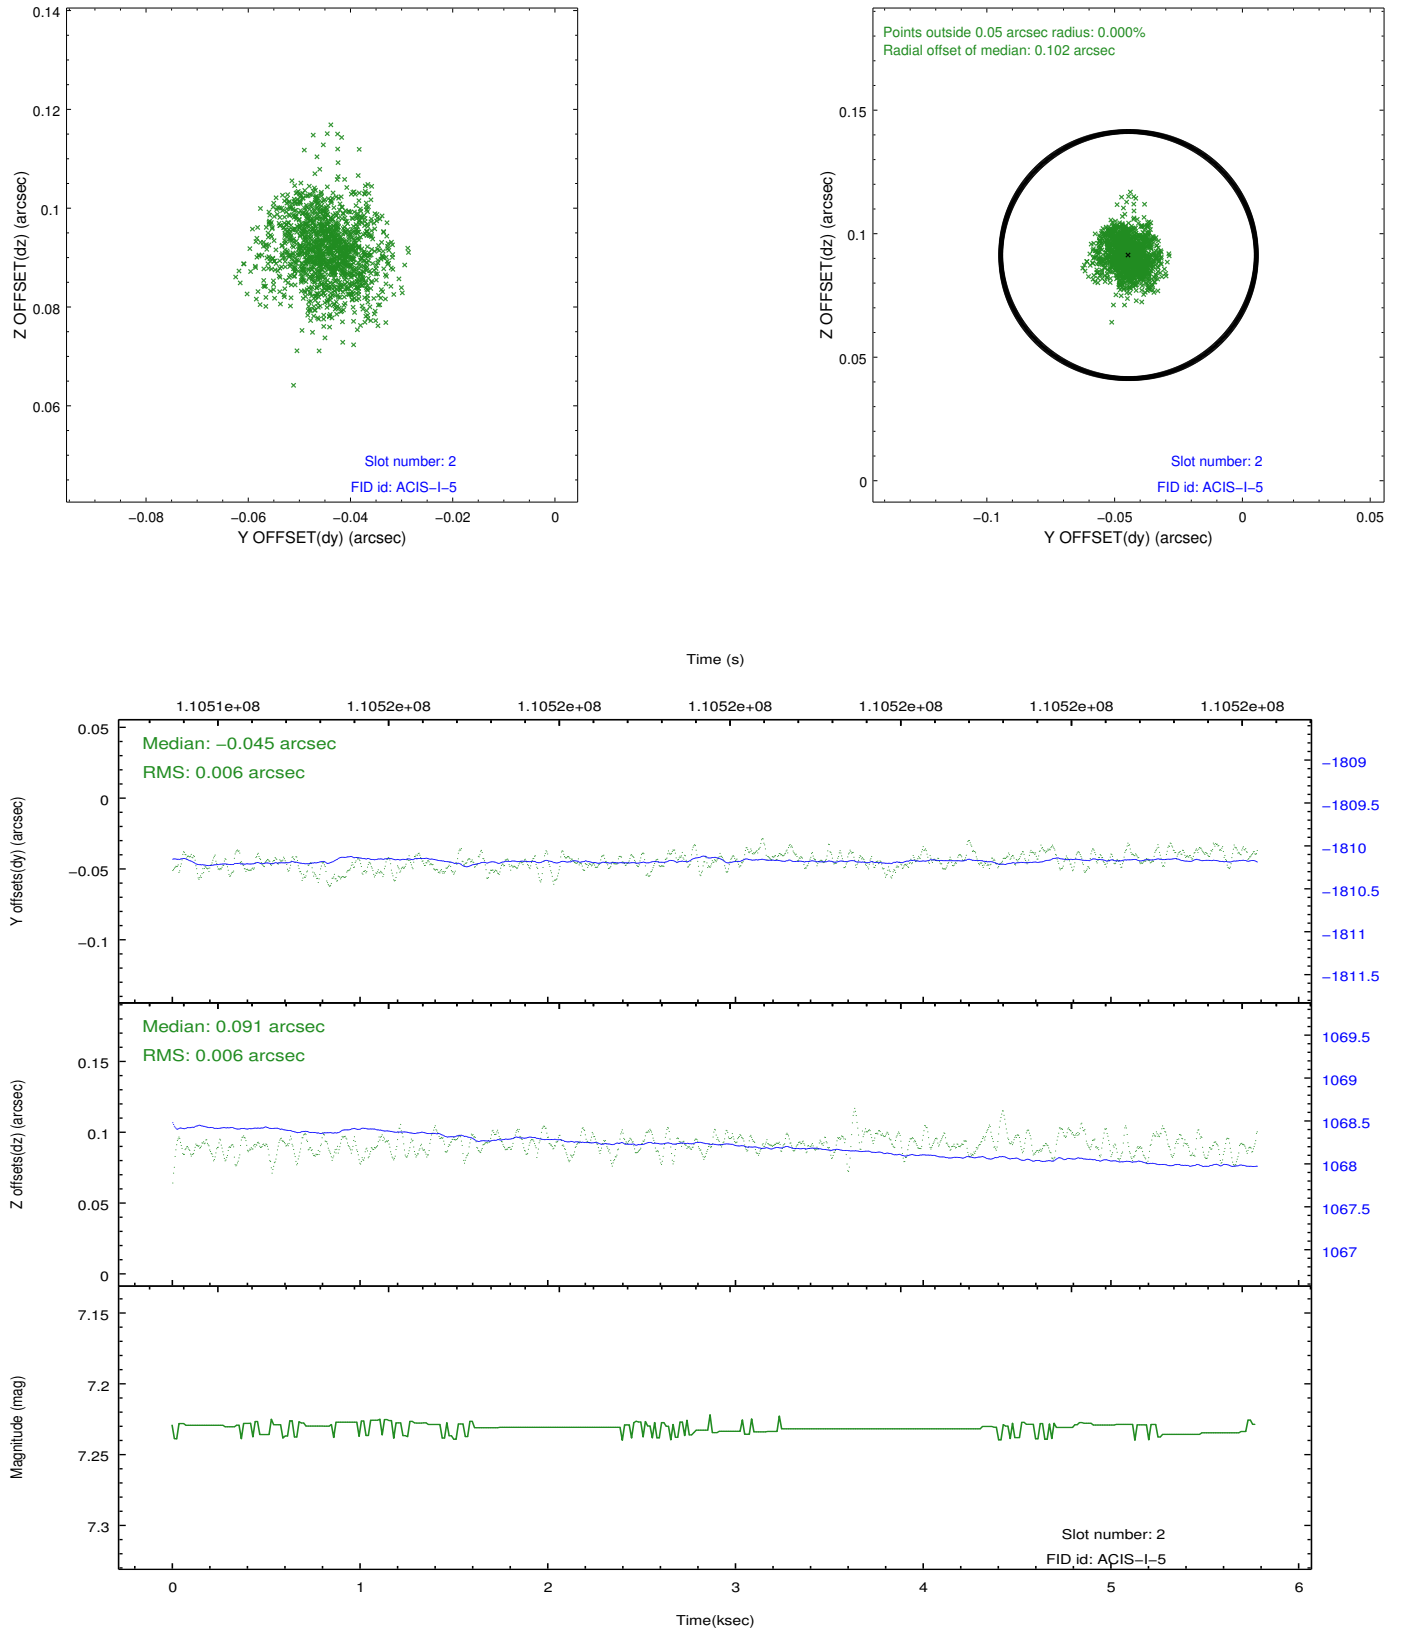 0.14
0.12
0.1
0.08
0.06
Z OFFSET(dz) (arcsec)
Slot number: 2
FID id: ACIS−I−5
−0.08 −0.06 −0.04 −0.02 0
Y OFFSET(dy) (arcsec)
Points outside 0.05 arcsec radius: 0.000%
Radial offset of median: 0.102 arcsec
0.15
0.1
0.05
0
Z OFFSET(dz) (arcsec)
Slot number: 2
FID id: ACIS−I−5
−0.1 −0.05 0 0.05
Y OFFSET(dy) (arcsec)
Time (s)
1.1051e+08 1.1052e+08 1.1052e+08 1.1052e+08 1.1052e+08 1.1052e+08 1.1052e+08
Median: −0.045 arcsec
RMS: 0.006 arcsec
0.05
0
−0.05
−0.1
Y offsets(dy) (arcsec)
−1809
−1809.5
−1810
−1810.5
−1811
−1811.5
Median: 0.091 arcsec
RMS: 0.006 arcsec
0.15
0.1
0.05
0
Z offsets(dz) (arcsec)
1069.5
1069
1068.5
1068
1067.5
1067
7.15
7.2
7.25
7.3
Magnitude (mag)
Slot number: 2
FID id: ACIS−I−5
0 1 2 3 4 5 6
Time(ksec)